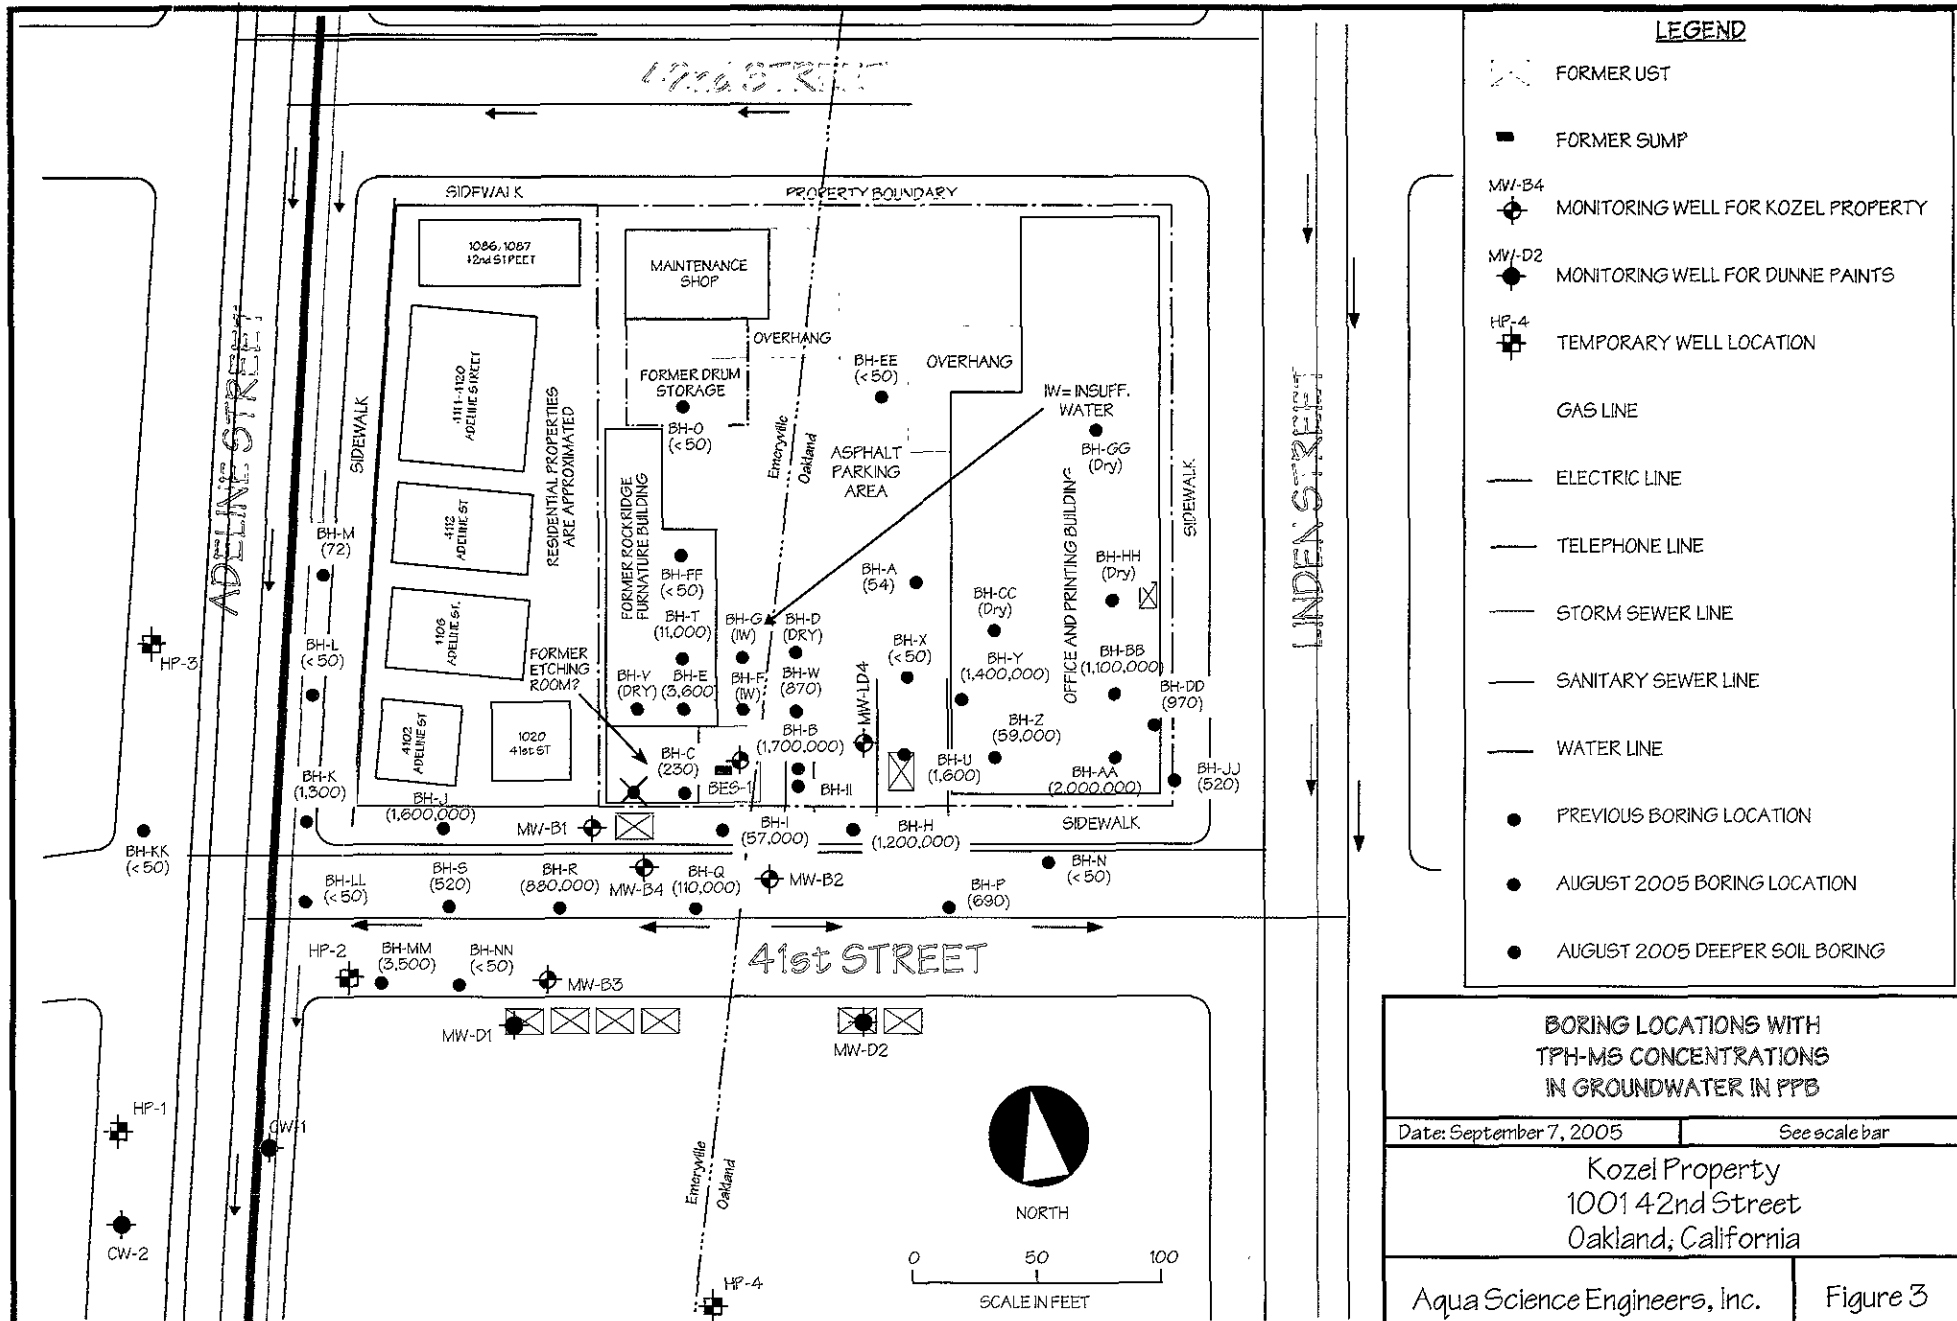 42nd STREET
SIDEWALK
PROPERTY BOUNDARY
1086, 1087
42nd STREET
MAINTENANCE
SHOP
OVERHANG
OVERHANG
FORMER DRUM
STORAGE
BH-O
(<50)
BH-EE
(<50)
IW= INSUFF.
WATER
BH-GG
(Dry)
ASPHALT
PARKING
AREA
Emeryville
Oakland
ADELINE STREET
SIDEWALK
1111-1120
ADELINE STREET
RESIDENTIAL PROPERTIES
ARE APPROXIMATED
FORMER ROCKRIDGE
FURNATURE BUILDING
OFFICE AND PRINTING BUILDING
SIDEWALK
LINDEN STREET
4112
ADELINE ST
1106
ADELINE ST.
4102
ADELINE ST
1020
41st ST
BH-M
(72)
BH-L
(<50)
BH-K
(1,300)
BH-J
(1,600,000)
HP-3
BH-FF
(<50)
BH-T
(11,000)
BH-G
(IW)
BH-D
(DRY)
BH-A
(54)
BH-CC
(Dry)
BH-HH
(Dry)
FORMER
ETCHING
ROOM?
BH-V
(DRY)
BH-E
(3,600)
BH-F
(IW)
BH-W
(870)
MW-LD4
BH-X
(<50)
BH-Y
(1,400,000)
BH-BB
(1,100,000)
BH-DD
(970)
BH-C
(230)
BES-1
BH-B
(1,700,000)
BH-II
BH-U
(1,600)
BH-Z
(59,000)
BH-AA
(2,000,000)
BH-JJ
(520)
MW-B1
BH-I
(57,000)
BH-H
(1,200,000)
SIDEWALK
BH-KK
(<50)
BH-LL
(<50)
BH-S
(520)
BH-R
(880,000)
MW-B4
BH-Q
(110,000)
MW-B2
BH-P
(690)
BH-N
(<50)
HP-2
BH-MM
(3,500)
BH-NN
(<50)
MW-B3
41st STREET
MW-D1
MW-D2
HP-1
CW-1
CW-2
Emeryville
Oakland
HP-4
NORTH
0 50 100
SCALE IN FEET
LEGEND
FORMER UST
FORMER SUMP
MW-B4
MONITORING WELL FOR KOZEL PROPERTY
MW-D2
MONITORING WELL FOR DUNNE PAINTS
HP-4
TEMPORARY WELL LOCATION
GAS LINE
ELECTRIC LINE
TELEPHONE LINE
STORM SEWER LINE
SANITARY SEWER LINE
WATER LINE
PREVIOUS BORING LOCATION
AUGUST 2005 BORING LOCATION
AUGUST 2005 DEEPER SOIL BORING
BORING LOCATIONS WITH
TPH-MS CONCENTRATIONS
IN GROUNDWATER IN PPB
Date: September 7, 2005
See scale bar
Kozel Property
1001 42nd Street
Oakland, California
Aqua Science Engineers, Inc.
Figure 3